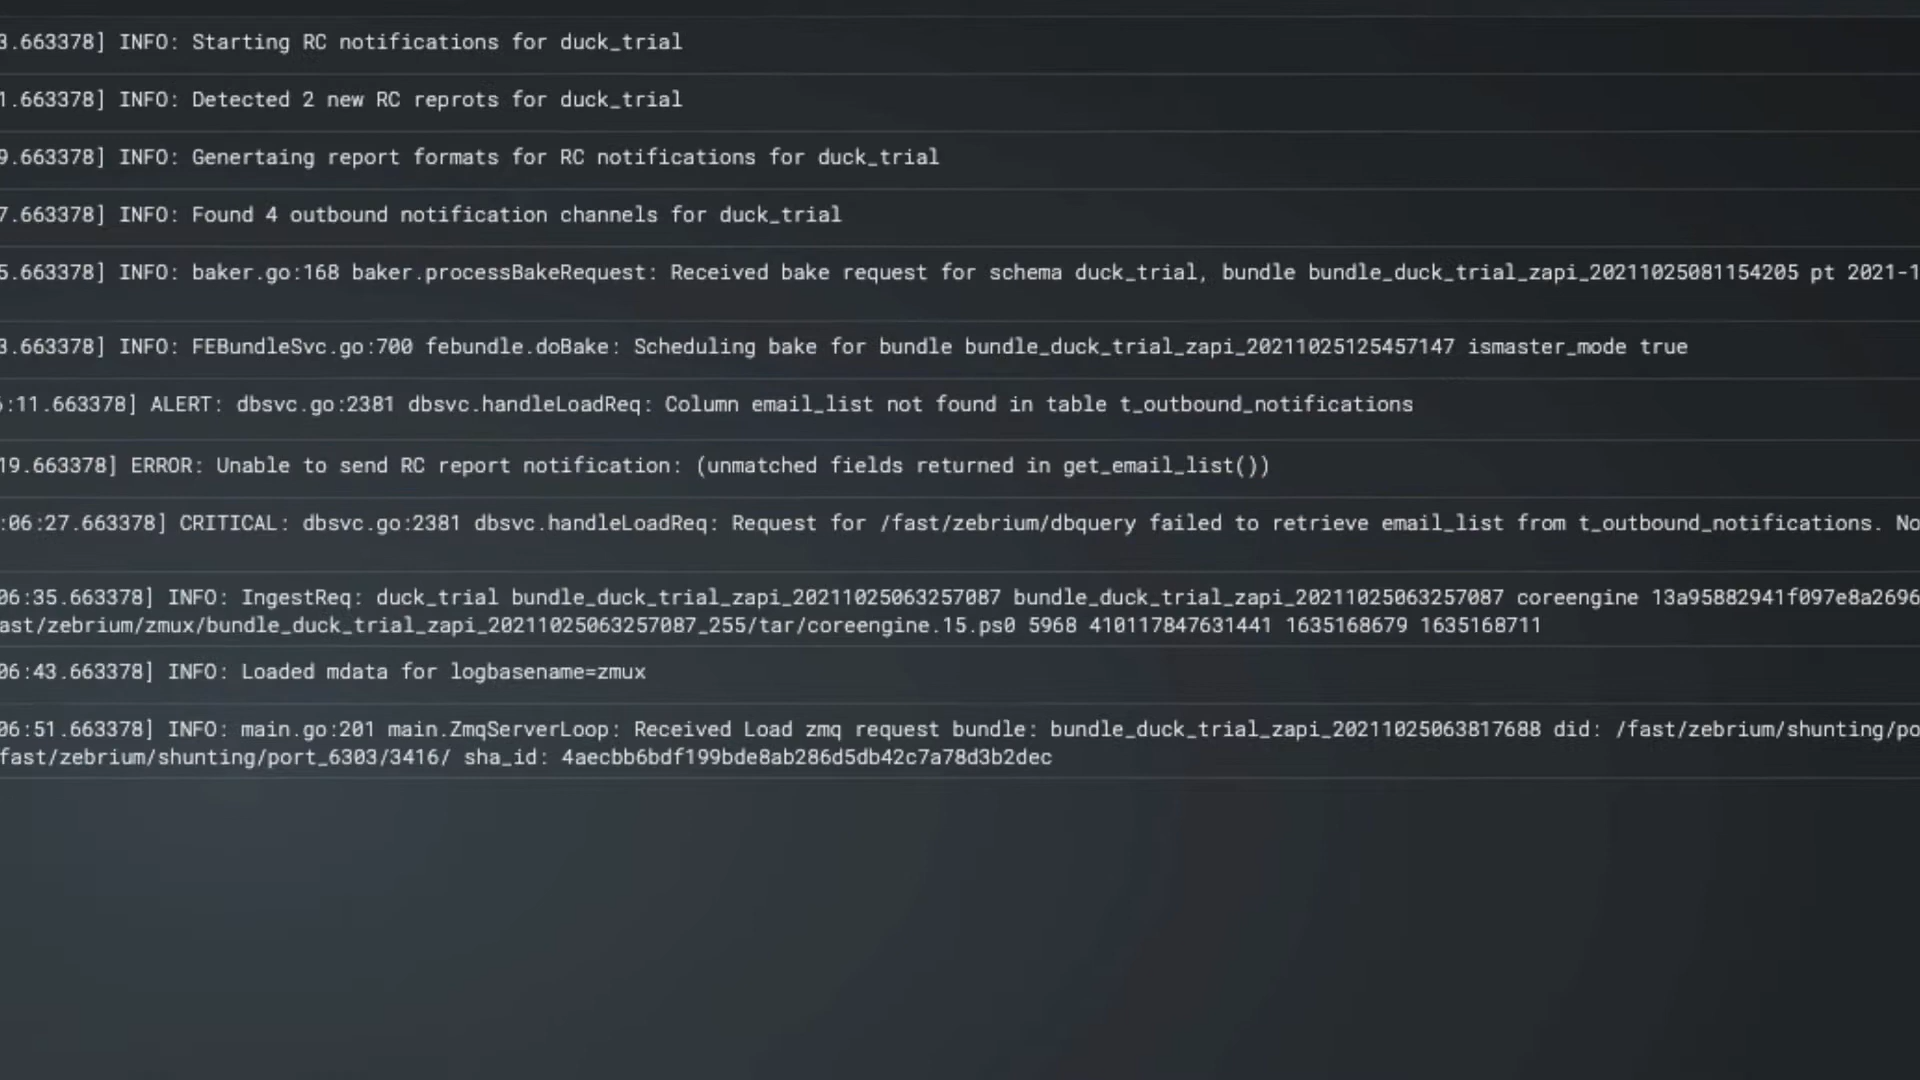 3.663378] INFO: Starting RC notifications for duck_trial
1.663378] INFO: Detected 2 new RC reprots for duck_trial
9.663378] INFO: Genertaing report formats for RC notifications for duck_trial
7.663378] INFO: Found 4 outbound notification channels for duck_trial
5.663378] INFO: baker.go:168 baker.processBakeRequest: Received bake request for schema duck_trial, bundle bundle_duck_trial_zapi_20211025081154205 pt 2021-1
3.663378] INFO: FEBundleSvc.go:700 febundle.doBake: Scheduling bake for bundle bundle_duck_trial_zapi_20211025125457147 ismaster_mode true
:11.663378] ALERT: dbsvc.go:2381 dbsvc.handleLoadReq: Column email_list not found in table t_outbound_notifications
19.663378] ERROR: Unable to send RC report notification: (unmatched fields returned in get_email_list())
:06:27.663378] CRITICAL: dbsvc.go:2381 dbsvc.handleLoadReq: Request for /fast/zebrium/dbquery failed to retrieve email_list from t_outbound_notifications. No
06:35.663378] INFO: IngestReq: duck_trial bundle_duck_trial_zapi_20211025063257087 bundle_duck_trial_zapi_20211025063257087 coreengine 13a95882941f097e8a2696
ast/zebrium/zmux/bundle_duck_trial_zapi_20211025063257087_255/tar/coreengine.15.ps0 5968 410117847631441 1635168679 1635168711
06:43.663378] INFO: Loaded mdata for logbasename=zmux
06:51.663378] INFO: main.go:201 main.ZmqServerLoop: Received Load zmq request bundle: bundle_duck_trial_zapi_20211025063817688 did: /fast/zebrium/shunting/po
fast/zebrium/shunting/port_6303/3416/ sha_id: 4aecbb6bdf199bde8ab286d5db42c7a78d3b2dec